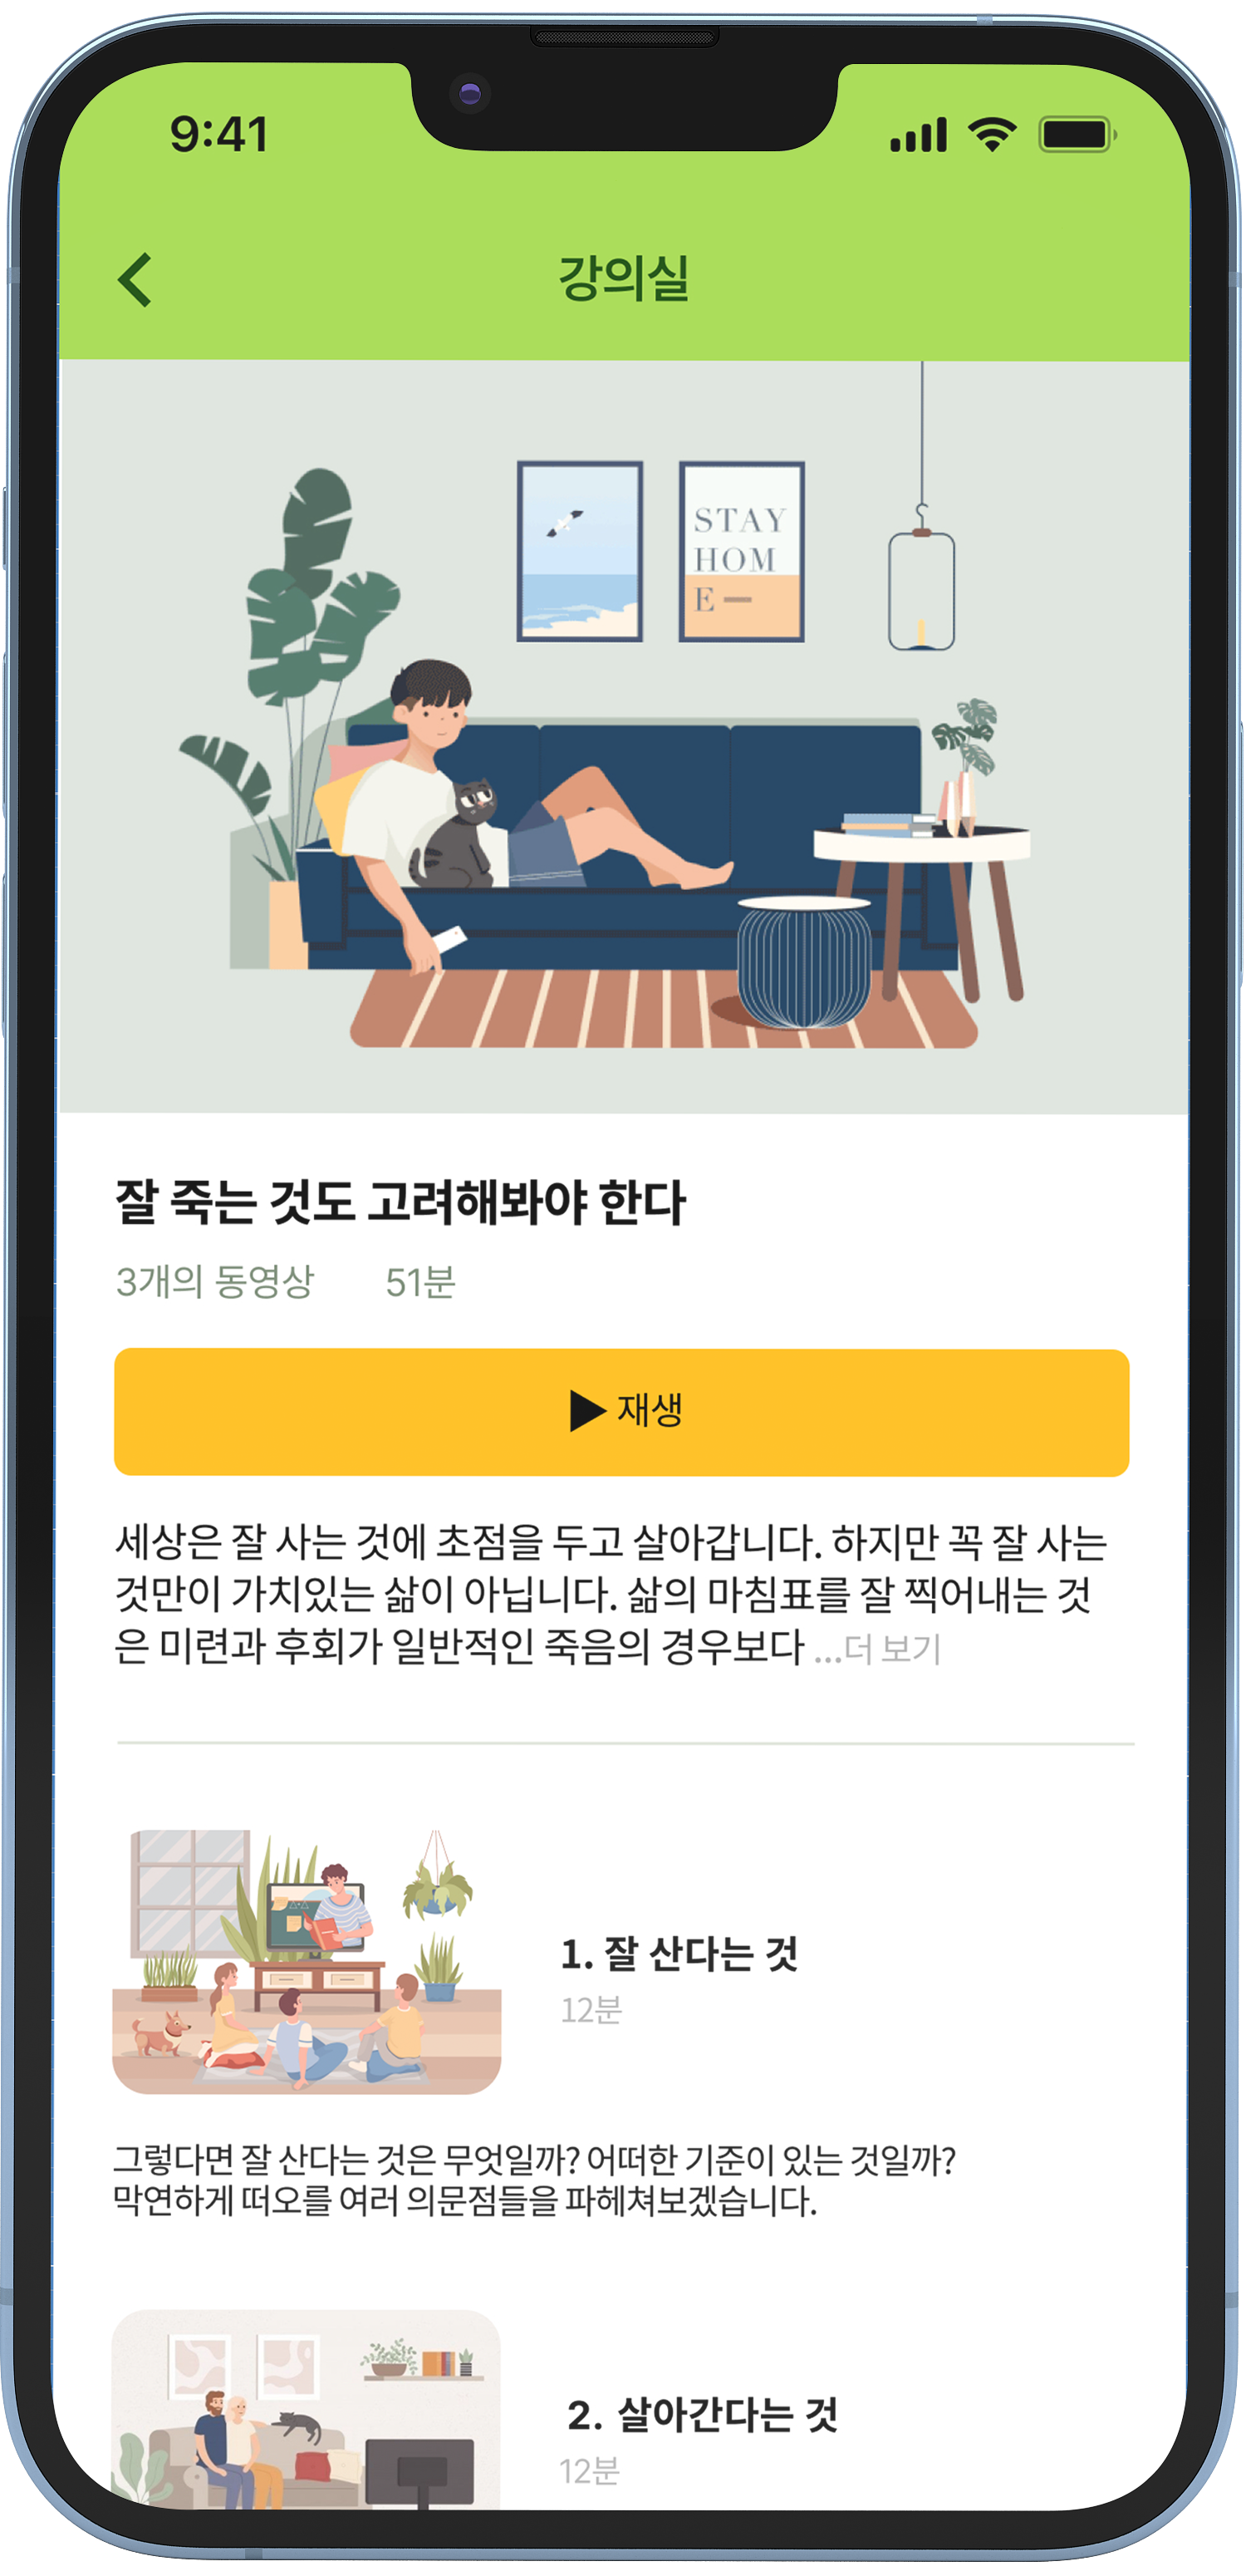 9:41
강의실
STAY
HOM
E
잘 죽는 것도 고려해봐야 한다
3개의 동영상 51분
재생
세상은 잘 사는 것에 초점을 두고 살아갑니다. 하지만 꼭 잘 사는
것만이 가치있는 삶이 아닙니다. 삶의 마침표를 잘 찍어내는 것
은 미련과 후회가 일반적인 죽음의 경우보다 ...더 보기
1. 잘 산다는 것
12분
그렇다면 잘 산다는 것은 무엇일까? 어떠한 기준이 있는 것일까?
막연하게 떠오를 여러 의문점들을 파헤쳐보겠습니다.
2. 살아간다는 것
12분